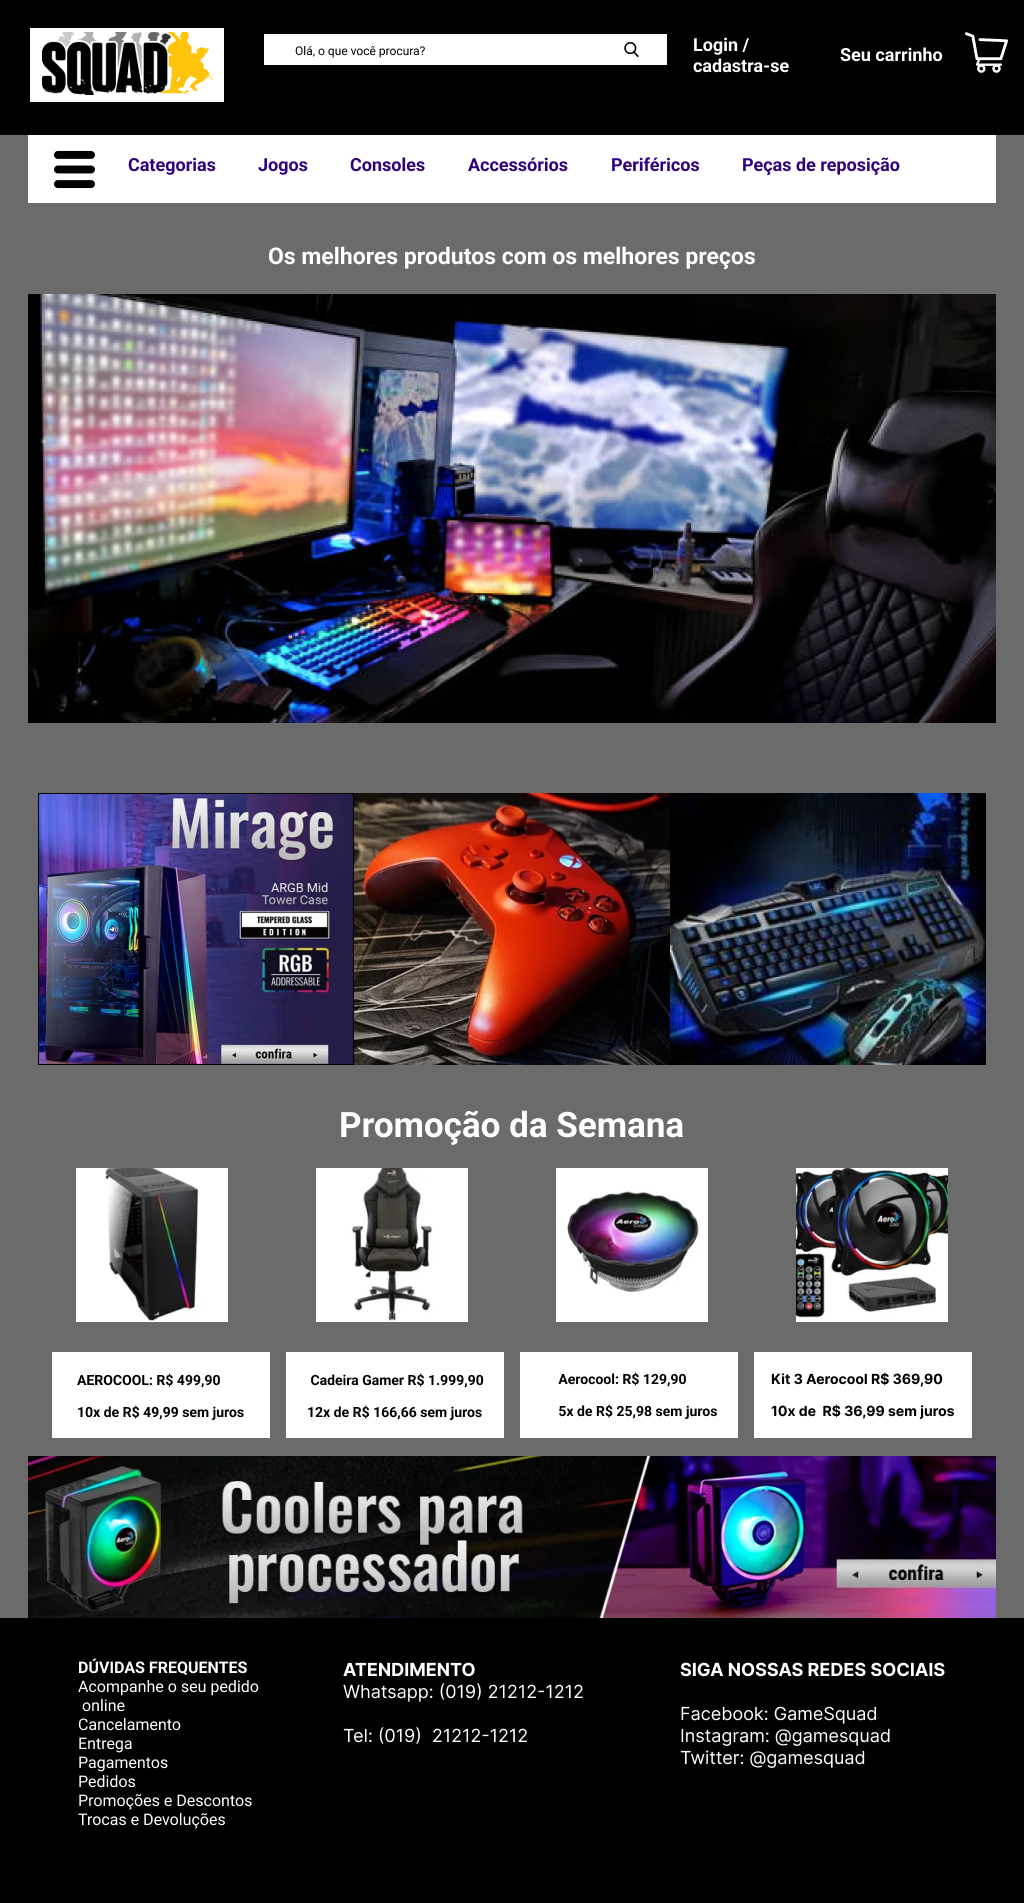 SQUAD
Olá, o que você procura?
Login /
cadastra-se
Seu carrinho
Categorias
Jogos
Consoles
Accessórios
Periféricos
Peças de reposição
Os melhores produtos com os melhores preços
Mirage
ARGB Mid
Tower Case
TEMPERED GLASS
EDITION
RGB
ADDRESSABLE
confira
Promoção da Semana
Aero
cool
Aero
cool
AEROCOOL: R$ 499,90
10x de R$ 49,99 sem juros
Cadeira Gamer R$ 1.999,90
12x de R$ 166,66 sem juros
Aerocool: R$ 129,90
5x de R$ 25,98 sem juros
Kit 3 Aerocool R$ 369,90
10x de  R$ 36,99 sem juros
Aero
cool
Coolers para
processador
confira
DÚVIDAS FREQUENTES
Acompanhe o seu pedido
online
Cancelamento
Entrega
Pagamentos
Pedidos
Promoções e Descontos
Trocas e Devoluções
ATENDIMENTO
Whatsapp: (019) 21212-1212
Tel: (019)  21212-1212
SIGA NOSSAS REDES SOCIAIS
Facebook: GameSquad
Instagram: @gamesquad
Twitter: @gamesquad